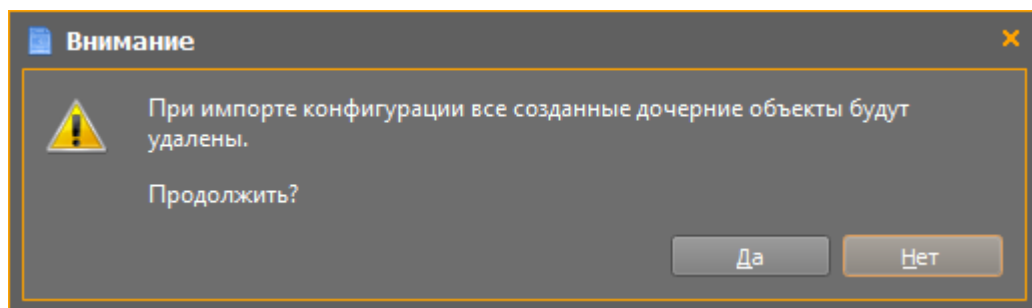 Внимание
При импорте конфигурации все созданные дочерние объекты будут
удалены.
Продолжить?
Да
Нет